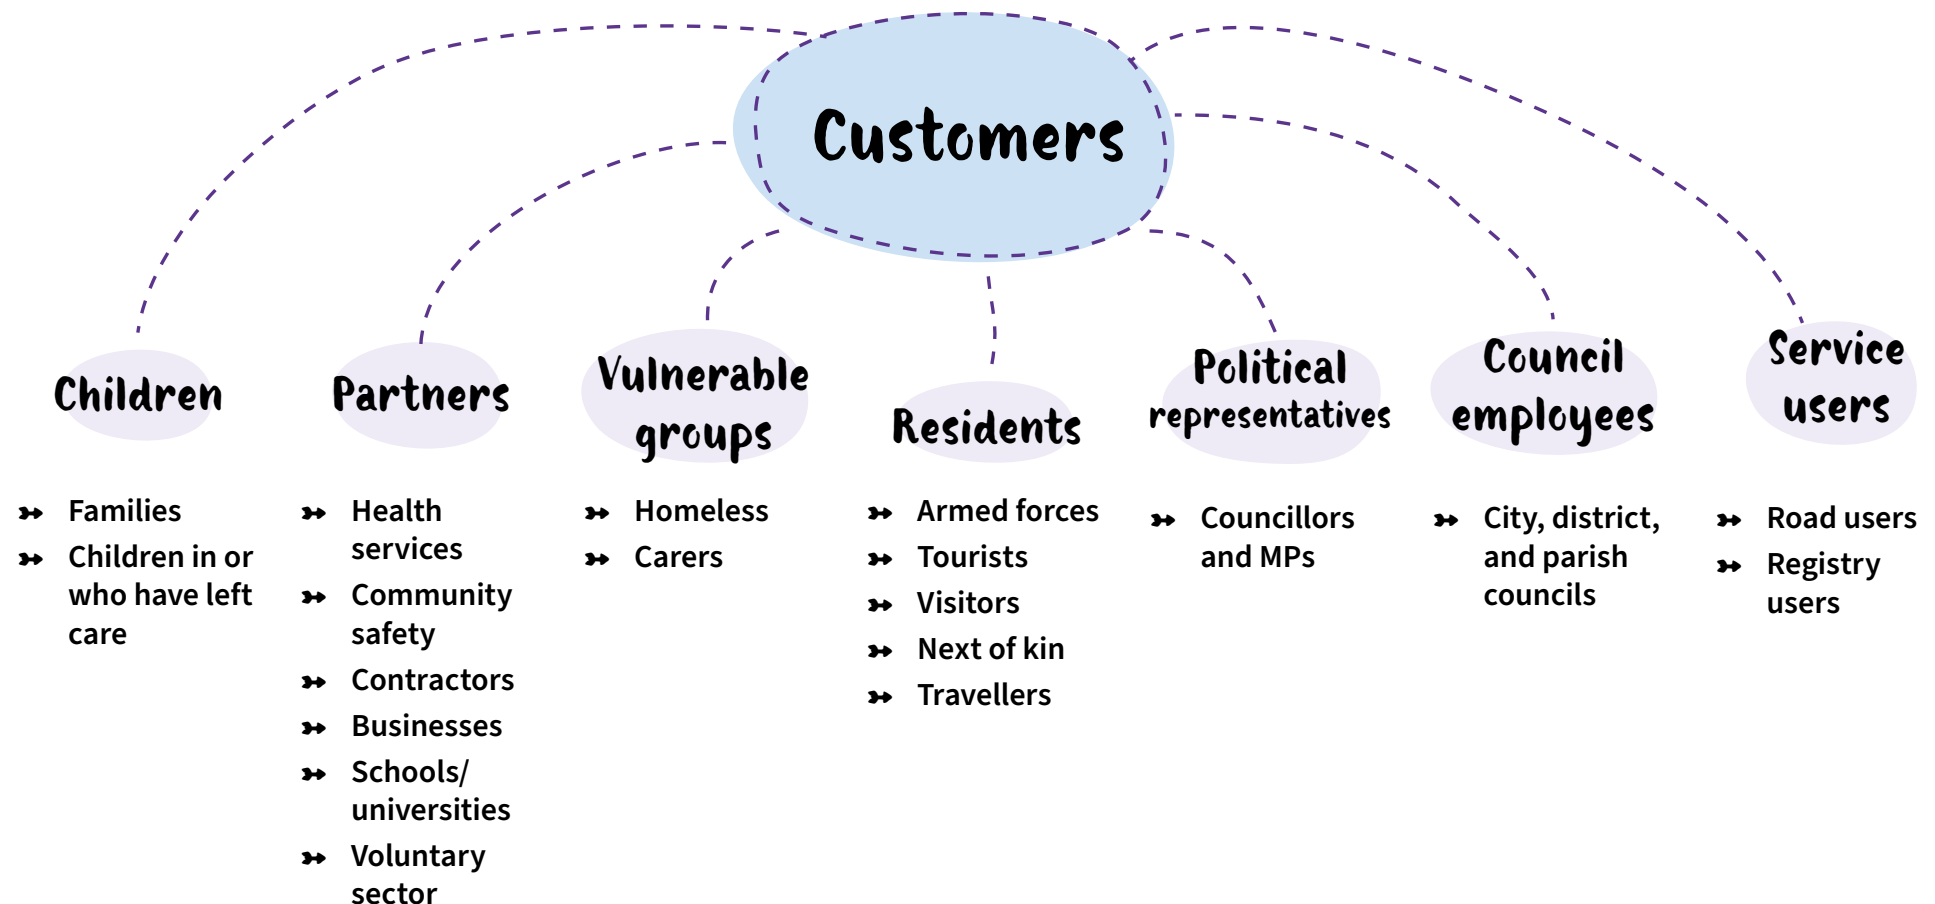 Customers
Children
Families
Children in or
who have left
care
Partners
Health
services
Community
safety
Contractors
Businesses
Schools/
universities
Voluntary
sector
Vulnerable
groups
Homeless
Carers
Residents
Armed forces
Tourists
Visitors
Next of kin
Travellers
Political
representatives
Councillors
and MPs
Council
employees
City, district,
and parish
councils
Service
users
Road users
Registry
users